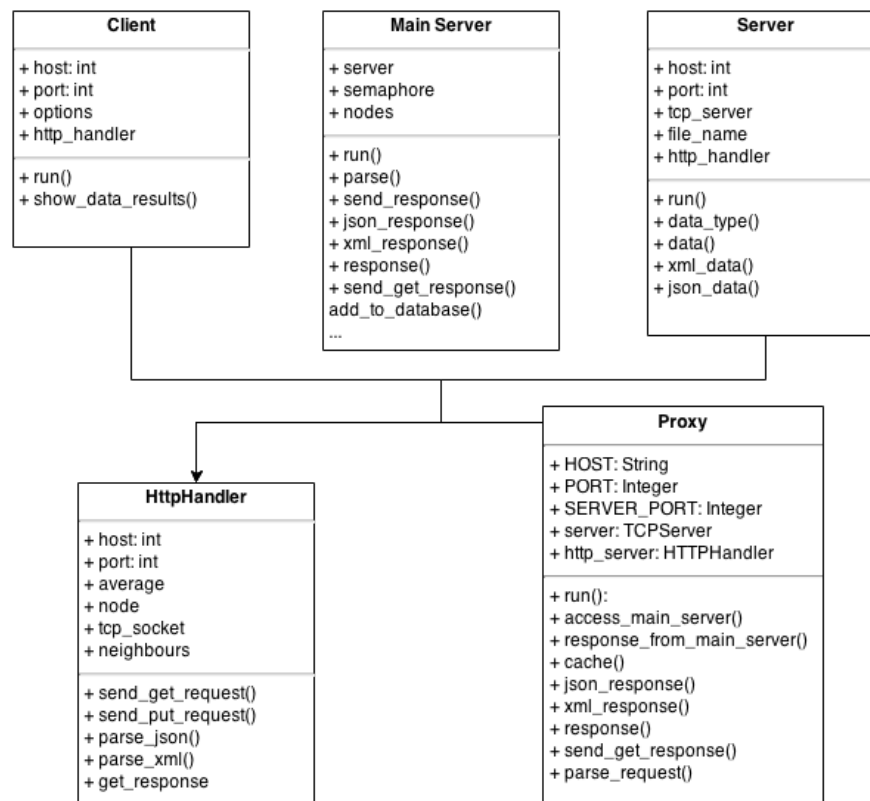 Client
+ host: int
+ port: int
+ options
+ http_handler
+ run()
+ show_data_results()
Main Server
+ server
+ semaphore
+ nodes
+ run()
+ parse()
+ send_response()
+ json_response()
+ xml_response()
+ response()
+ send_get_response()
add_to_database()
...
Server
+ host: int
+ port: int
+ tcp_server
+ file_name
+ http_handler
+ run()
+ data_type()
+ data()
+ xml_data()
+ json_data()
HttpHandler
+ host: int
+ port: int
+ average
+ node
+ tcp_socket
+ neighbours
+ send_get_request()
+ send_put_request()
+ parse_json()
+ parse_xml()
+ get_response
Proxy
+ HOST: String
+ PORT: Integer
+ SERVER_PORT: Integer
+ server: TCPServer
+ http_server: HTTPHandler
+ run():
+ access_main_server()
+ response_from_main_server()
+ cache()
+ json_response()
+ xml_response()
+ response()
+ send_get_response()
+ parse_request()